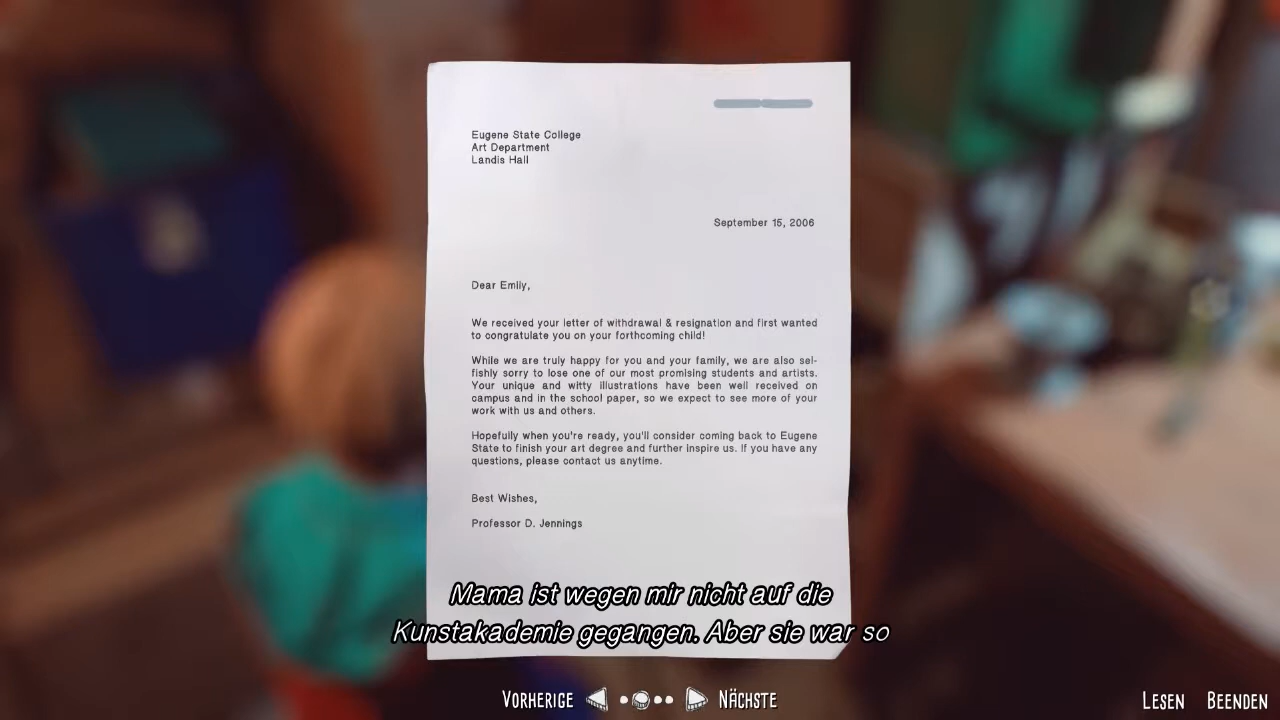 Eugene State College
Art Department
Landis Hall
September 15, 2006
Dear Emily,
We received your letter of withdrawal & resignation and first wanted
to congratulate you on your forthcoming child!
While we are truly happy for you and your family, we are also sel-
fishly sorry to lose one of our most promising students and artists.
Your unique and witty illustrations have been well received on
campus and in the school paper, so we expect to see more of your
work with us and others.
Hopefully when you're ready, you'll consider coming back to Eugene
State to finish your art degree and further inspire us. If you have any
questions, please contact us anytime.
Best Wishes,
Professor D. Jennings
Mama ist wegen mir nicht auf die
Kunstakademie gegangen. Aber sie war so
VORHERIGE NÄCHSTE LESEN BEENDEN